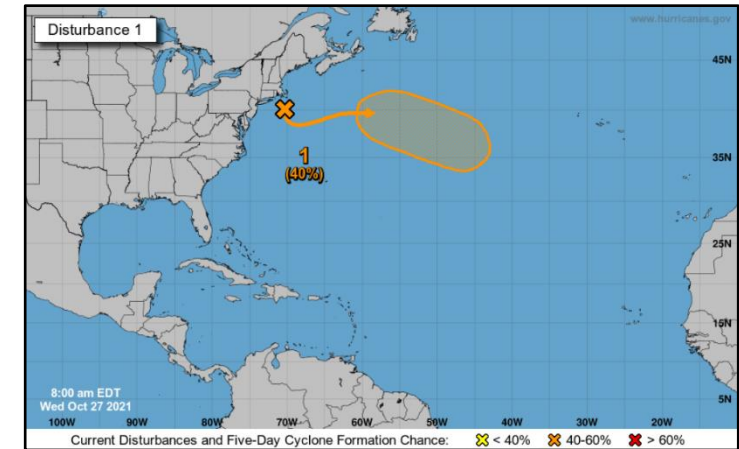 Disturbance 1
www.hurricanes.gov
45N
1
(40%)
35N
25N
15N
8:00 am EDT
Wed Oct 27 2021
5N
100W 90W 80W 70W 60W 50W 40W 30W 20W
Current Disturbances and Five-Day Cyclone Formation Chance: < 40% 40-60% > 60%